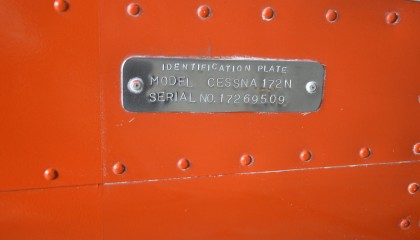 IDENTIFICATION PLATE
MODEL CESSNA 172N
SERIAL NO. 17269509